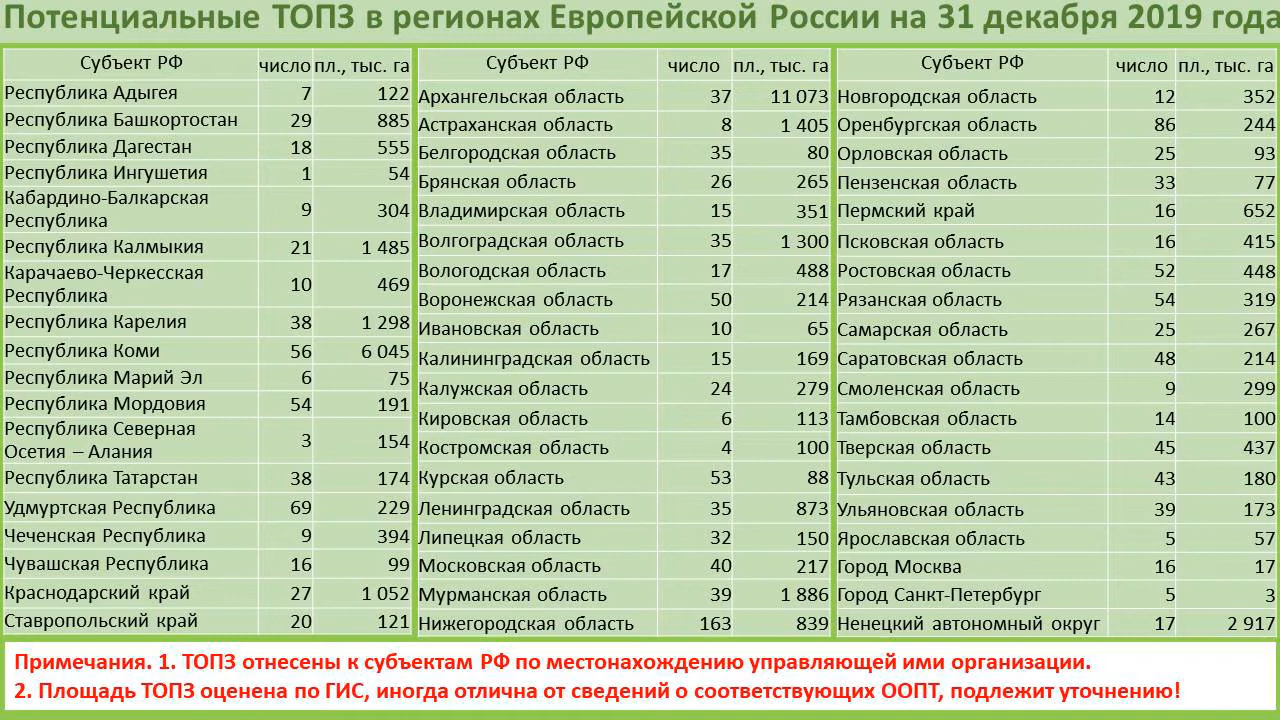 Потенциальные ТОПЗ в регионах Европейской России на 31 декабря 2019 года
Субъект РФ число пл., тыс. га
Республика Адыгея 7 122
Республика Башкортостан 29 885
Республика Дагестан 18 555
Республика Ингушетия 1 54
Кабардино-Балкарская
Республика 9 304
Республика Калмыкия 21 1 485
Карачаево-Черкесская
Республика 10 469
Республика Карелия 38 1 298
Республика Коми 56 6 045
Республика Марий Эл 6 75
Республика Мордовия 54 191
Республика Северная
Осетия – Алания 3 154
Республика Татарстан 38 174
Удмуртская Республика 69 229
Чеченская Республика 9 394
Чувашская Республика 16 99
Краснодарский край 27 1 052
Ставропольский край 20 121
Субъект РФ число пл., тыс. га
Архангельская область 37 11 073
Астраханская область 8 1 405
Белгородская область 35 80
Брянская область 26 265
Владимирская область 15 351
Волгоградская область 35 1 300
Вологодская область 17 488
Воронежская область 50 214
Ивановская область 10 65
Калининградская область 15 169
Калужская область 24 279
Кировская область 6 113
Костромская область 4 100
Курская область 53 88
Ленинградская область 35 873
Липецкая область 32 150
Московская область 40 217
Мурманская область 39 1 886
Нижегородская область 163 839
Субъект РФ число пл., тыс. га
Новгородская область 12 352
Оренбургская область 86 244
Орловская область 25 93
Пензенская область 33 77
Пермский край 16 652
Псковская область 16 415
Ростовская область 52 448
Рязанская область 54 319
Самарская область 25 267
Саратовская область 48 214
Смоленская область 9 299
Тамбовская область 14 100
Тверская область 45 437
Тульская область 43 180
Ульяновская область 39 173
Ярославская область 5 57
Город Москва 16 17
Город Санкт-Петербург 5 3
Ненецкий автономный округ 17 2 917
Примечания. 1. ТОПЗ отнесены к субъектам РФ по местонахождению управляющей ими организации.
2. Площадь ТОПЗ оценена по ГИС, иногда отлична от сведений о соответствующих ООПТ, подлежит уточнению!